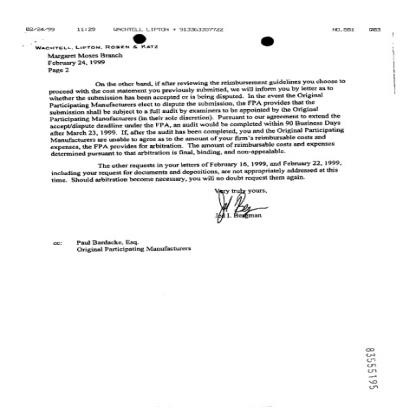 02/24/99 11:29 WACHTELL LIPTON → 913363357722 NO.551 003
WACHTELL, LIPTON, ROSEN & KATZ
Margaret Moses Branch
February 24, 1999
Page 2
On the other hand, if after reviewing the reimbursement guidelines you choose to
proceed with the cost statement you previously submitted, we will inform you by letter as to
whether the submission has been accepted or is being disputed. In the event the Original
Participating Manufacturers elect to dispute the submission, the FPA provides that the
submission shall be subject to a full audit by examiners to be appointed by the Original
Participating Manufacturers (in their sole discretion). Pursuant to our agreement to extend the
accept/dispute deadline under the FPA, an audit would be completed within 90 Business Days
after March 23, 1999. If, after the audit has been completed, you and the Original Participating
Manufacturers are unable to agree as to the amount of your firm's reimbursable costs and
expenses, the FPA provides for arbitration. The amount of reimbursable costs and expenses
determined pursuant to that arbitration is final, binding, and non-appealable.
The other requests in your letters of February 16, 1999, and February 22, 1999,
including your request for documents and depositions, are not appropriately addressed at this
time. Should arbitration become necessary, you will no doubt request them again.
Very truly yours,
I. Bergman
cc: Paul Bardacke, Esq.
Original Participating Manufacturers
83555195